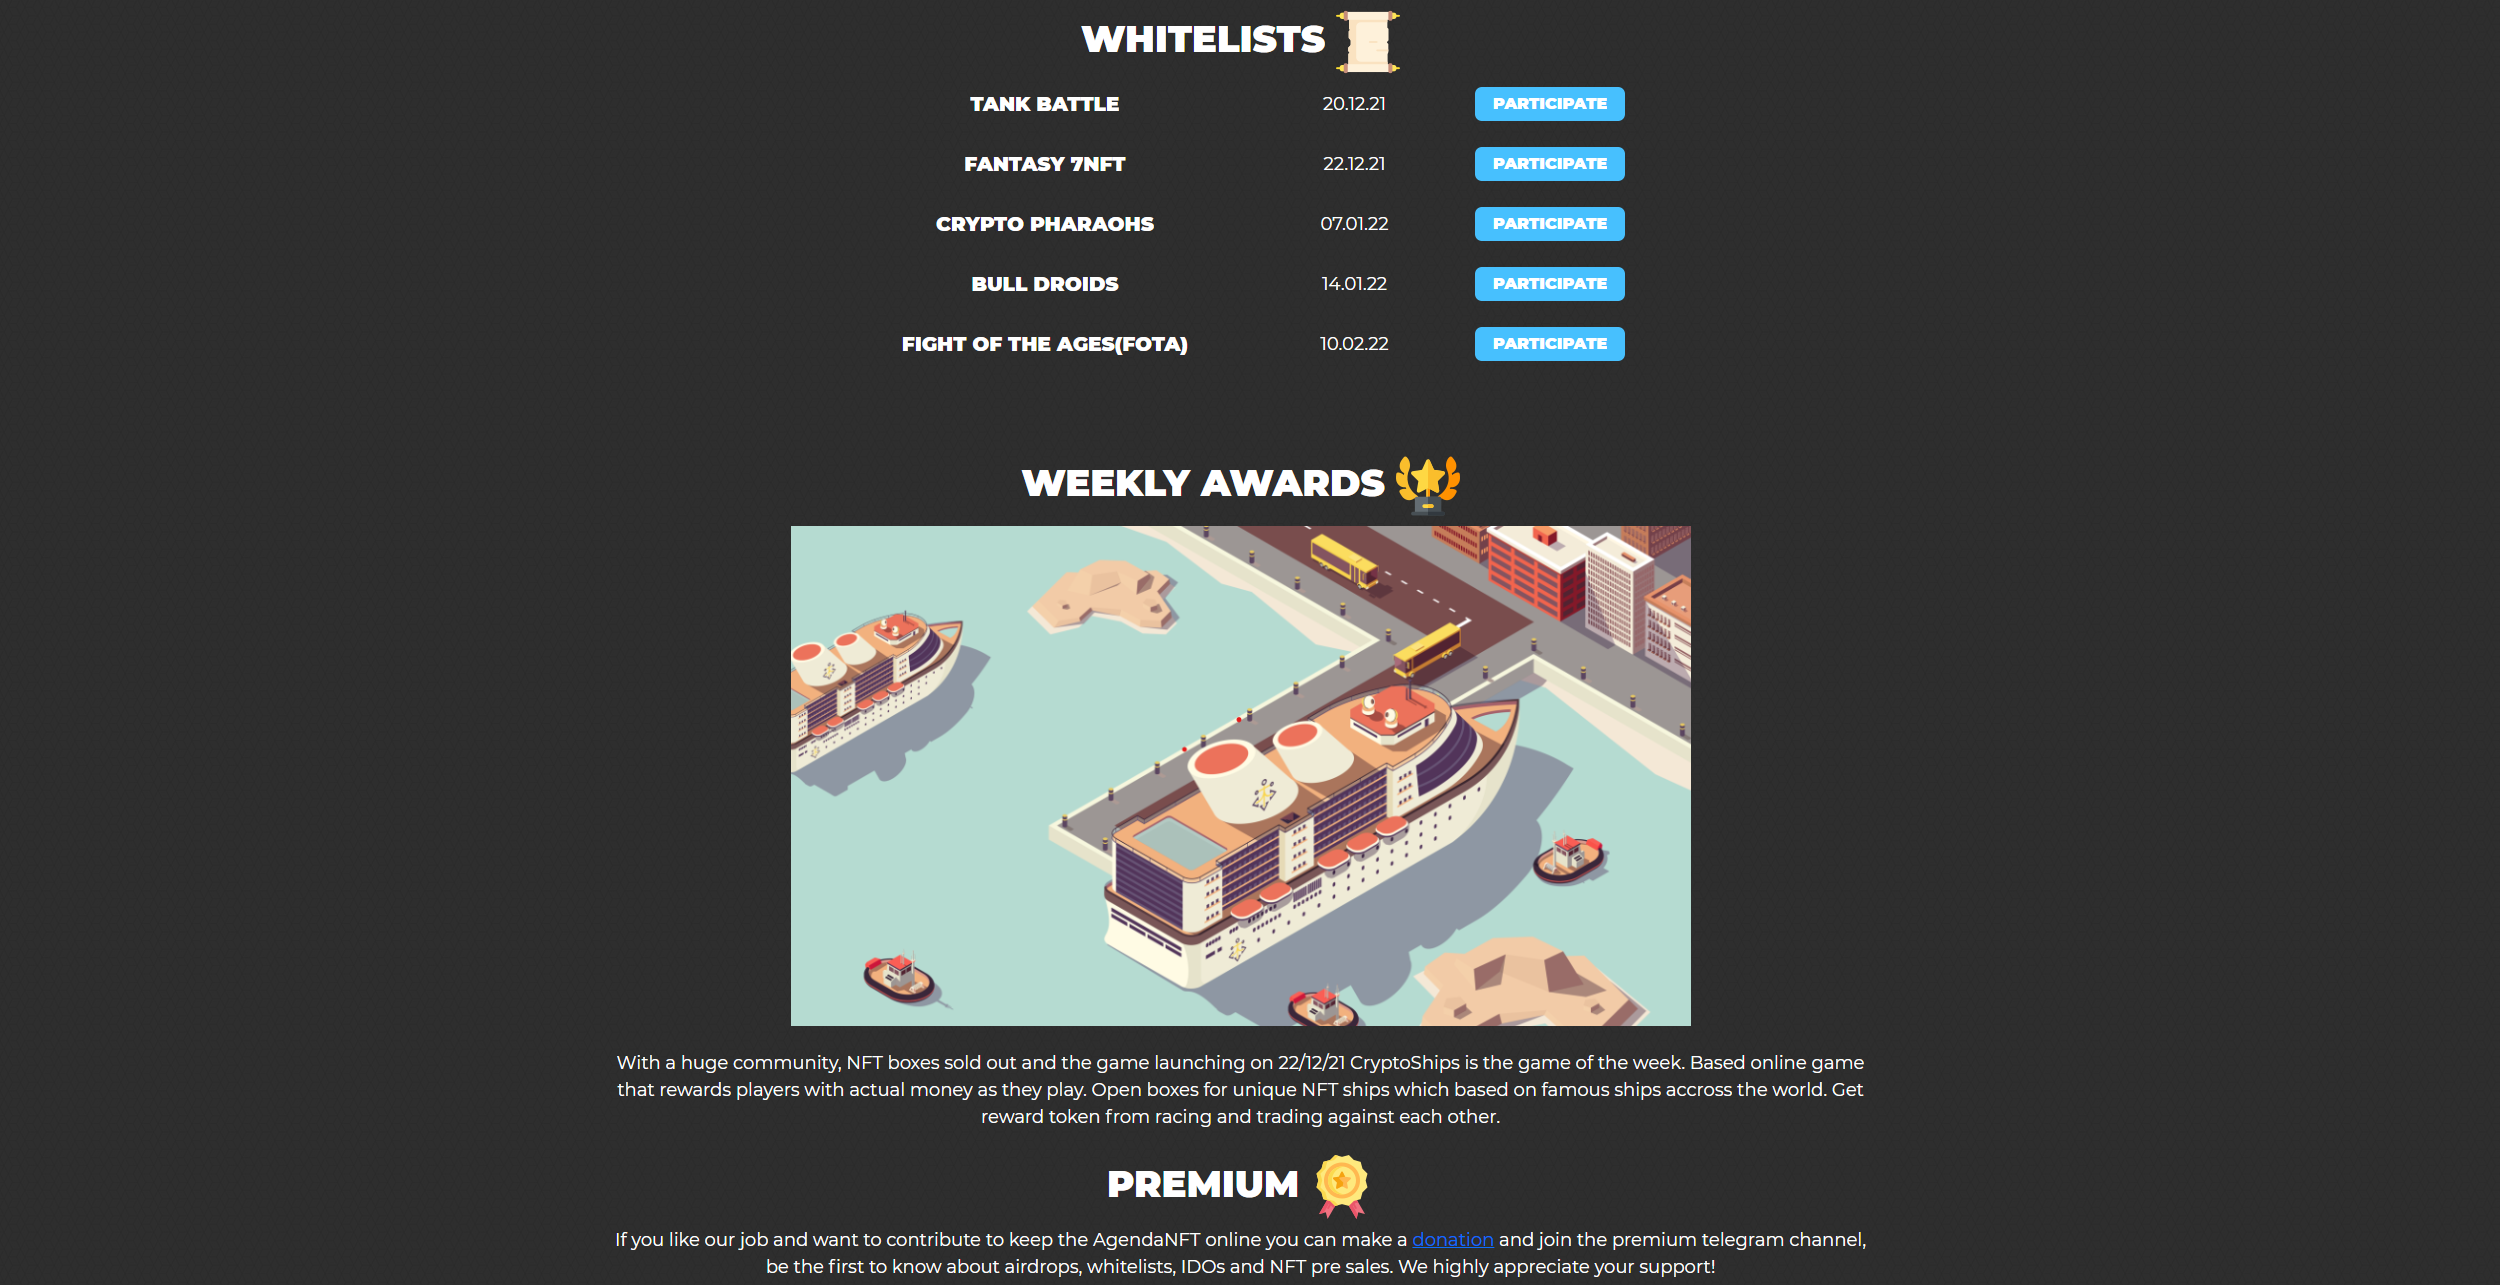 WHITELISTS
TANK BATTLE 20.12.21 PARTICIPATE
FANTASY 7NFT 22.12.21 PARTICIPATE
CRYPTO PHARAOHS 07.01.22 PARTICIPATE
BULL DROIDS 14.01.22 PARTICIPATE
FIGHT OF THE AGES(FOTA) 10.02.22 PARTICIPATE
WEEKLY AWARDS
With a huge community, NFT boxes sold out and the game launching on 22/12/21 CryptoShips is the game of the week. Based online game
that rewards players with actual money as they play. Open boxes for unique NFT ships which based on famous ships accross the world. Get
reward token from racing and trading against each other.
PREMIUM
If you like our job and want to contribute to keep the AgendaNFT online you can make a donation and join the premium telegram channel,
be the first to know about airdrops, whitelists, IDOs and NFT pre sales. We highly appreciate your support!